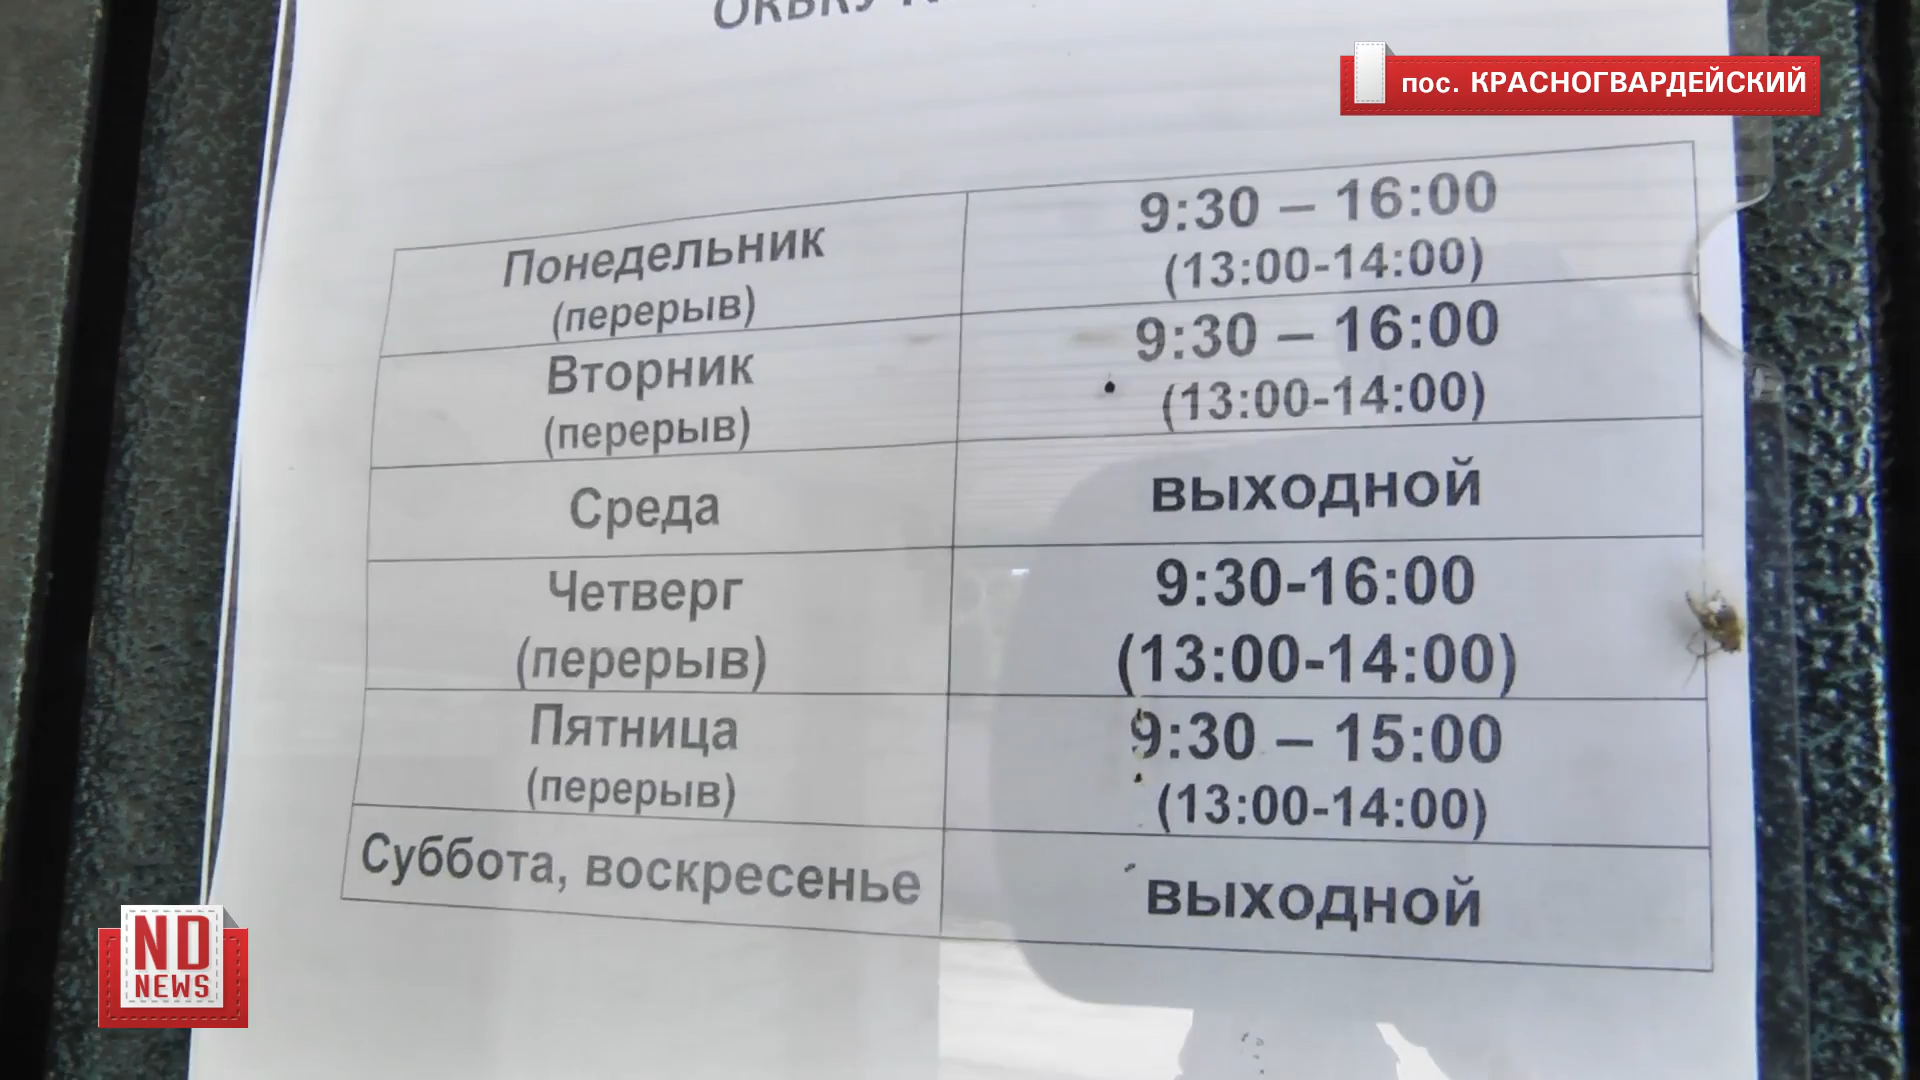 пос. КРАСНОГВАРДЕЙСКИЙ
Понедельник
(перерыв)
9:30 – 16:00
(13:00-14:00)
Вторник
(перерыв)
9:30 – 16:00
(13:00-14:00)
Среда
выходной
Четверг
(перерыв)
9:30-16:00
(13:00-14:00)
Пятница
(перерыв)
9:30 – 15:00
(13:00-14:00)
Суббота, воскресенье
выходной
ND
NEWS